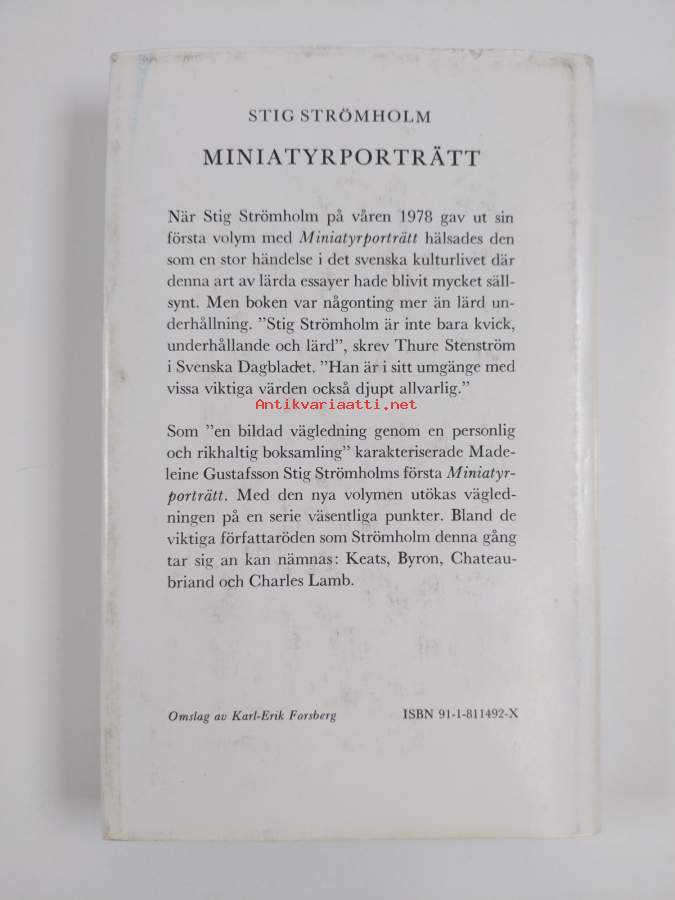 STIG STRÖMHOLM
MINIATYRPORTRÄTT
När Stig Strömholm på våren 1978 gav ut sin
första volym med Miniatyrporträtt hälsades den
som en stor händelse i det svenska kulturlivet där
denna art av lärda essayer hade blivit mycket säll-
synt. Men boken var någonting mer än lärd un-
derhållning. ”Stig Strömholm är inte bara kvick,
underhållande och lärd”, skrev Thure Stenström
i Svenska Dagbladet. ”Han är i sitt umgänge med
vissa viktiga värden också djupt allvarlig.”
Antikvariaatti.net
Som ”en bildad vägledning genom en personlig
och rikhaltig boksamling” karakteriserade Made-
leine Gustafsson Stig Strömholms första Miniatyr-
porträtt. Med den nya volymen utökas vägled-
ningen på en serie väsentliga punkter. Bland de
viktiga författaröden som Strömholm denna gång
tar sig an kan nämnas: Keats, Byron, Chateau-
briand och Charles Lamb.
Omslag av Karl-Erik Forsberg ISBN 91-1-811492-X